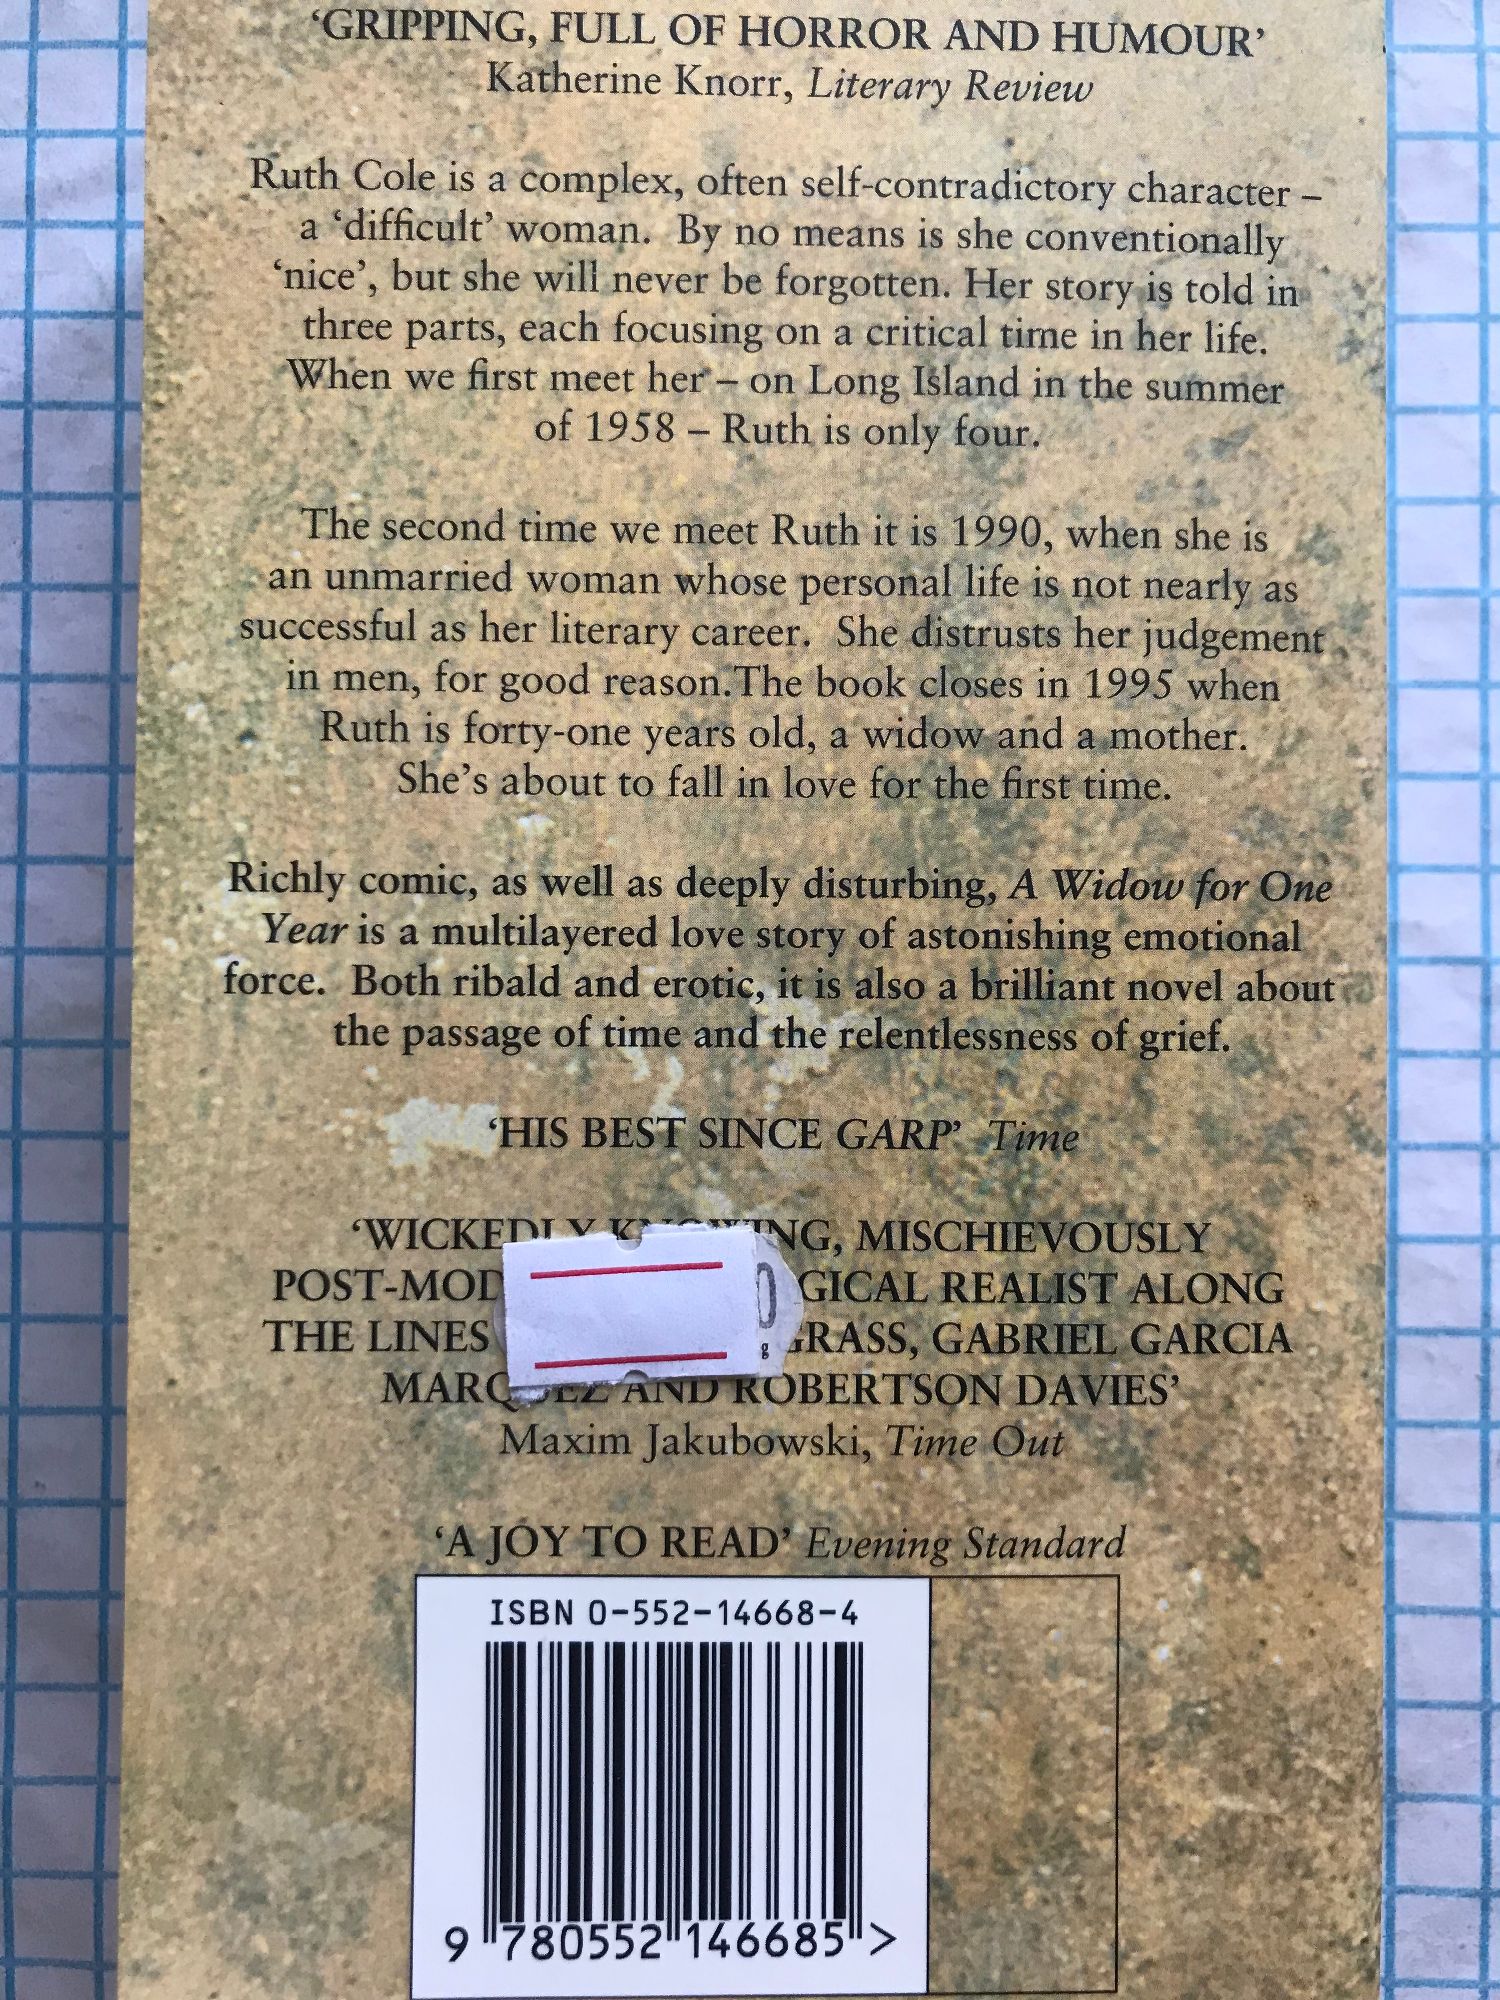 ‘GRIPPING, FULL OF HORROR AND HUMOUR’
Katherine Knorr, Literary Review
Ruth Cole is a complex, often self-contradictory character –
a ‘difficult’ woman. By no means is she conventionally
‘nice’, but she will never be forgotten. Her story is told in
three parts, each focusing on a critical time in her life.
When we first meet her – on Long Island in the summer
of 1958 – Ruth is only four.
The second time we meet Ruth it is 1990, when she is
an unmarried woman whose personal life is not nearly as
successful as her literary career. She distrusts her judgement
in men, for good reason.The book closes in 1995 when
Ruth is forty-one years old, a widow and a mother.
She’s about to fall in love for the first time.
Richly comic, as well as deeply disturbing, A Widow for One
Year is a multilayered love story of astonishing emotional
force. Both ribald and erotic, it is also a brilliant novel about
the passage of time and the relentlessness of grief.
‘HIS BEST SINCE GARP’ Time
‘WICKEDLY KNOWING, MISCHIEVOUSLY
REALIST ALONG
THE LINES GRASS, GABRIEL GARCIA
MARQUEZ AND ROBERTSON DAVIES’
Maxim Jakubowski, Time Out
‘A JOY TO READ’ Evening Standard
ISBN 0-552-14668-4
9 780552 146685 >